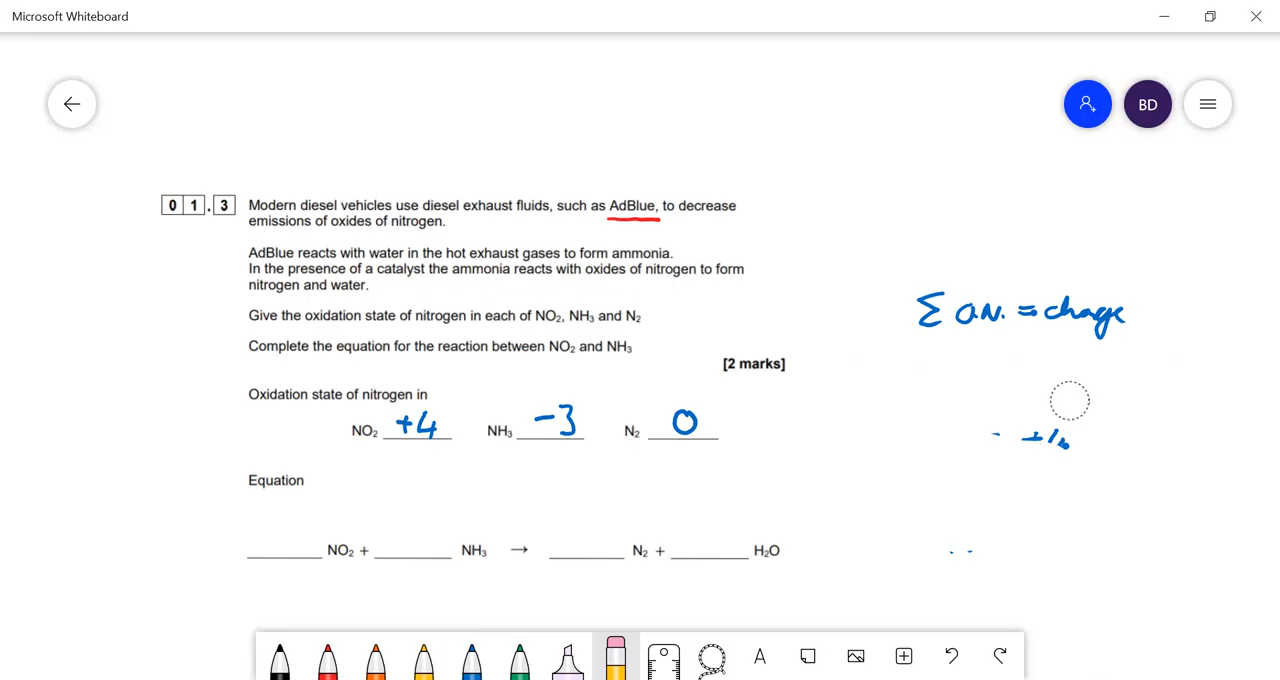 Microsoft Whiteboard
BD
0 1 . 3 Modern diesel vehicles use diesel exhaust fluids, such as AdBlue, to decrease
emissions of oxides of nitrogen.
AdBlue reacts with water in the hot exhaust gases to form ammonia.
In the presence of a catalyst the ammonia reacts with oxides of nitrogen to form
nitrogen and water.
Give the oxidation state of nitrogen in each of NO₂, NH₃ and N₂
Σ O.N. = charge
Complete the equation for the reaction between NO₂ and NH₃
[2 marks]
Oxidation state of nitrogen in
NO₂ +4 NH₃ -3 N₂ 0
Equation
NO₂ + NH₃ → N₂ + H₂O
A